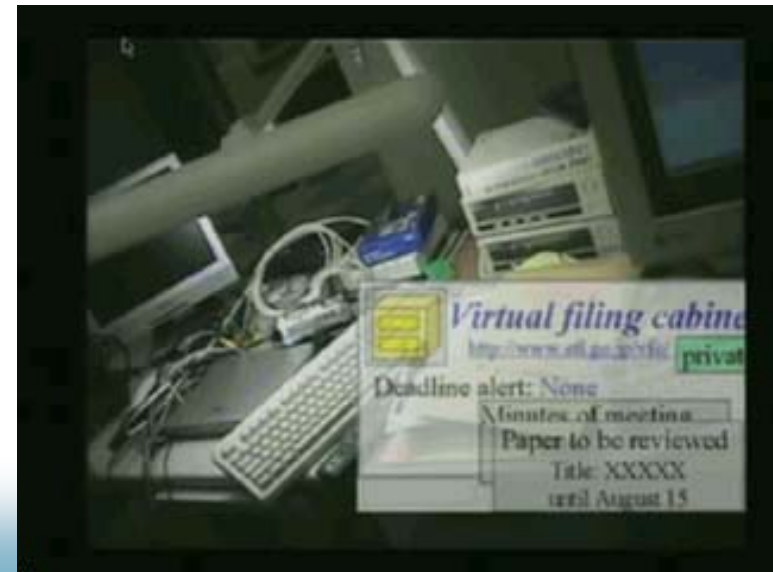 Virtual filing cabine
privat
Deadline alert: None
Minutes of meeting
Paper to be reviewed
Title: XXXXX
until August 15